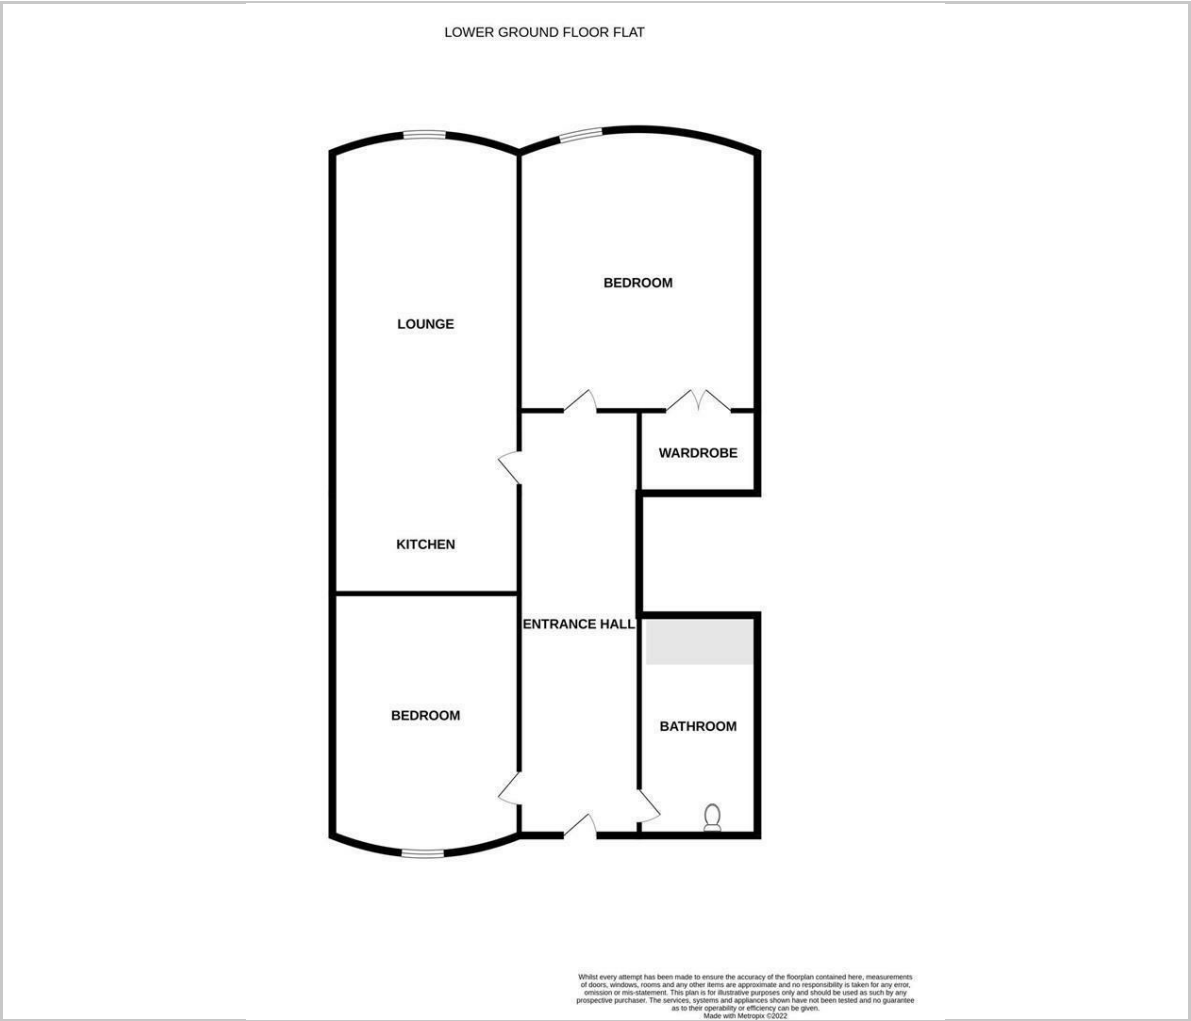 LOWER GROUND FLOOR FLAT
BEDROOM
LOUNGE
WARDROBE
KITCHEN
ENTRANCE HALL
BEDROOM
BATHROOM
Whilst every attempt has been made to ensure the accuracy of the floorplan contained here, measurements
of doors, windows, rooms and any other items are approximate and no responsibility is taken for any error,
omission or mis-statement. This plan is for illustrative purposes only and should be used as such by any
prospective purchaser. The services, systems and appliances shown have not been tested and no guarantee
as to their operability or efficiency can be given.
Made with Metropix ©2022